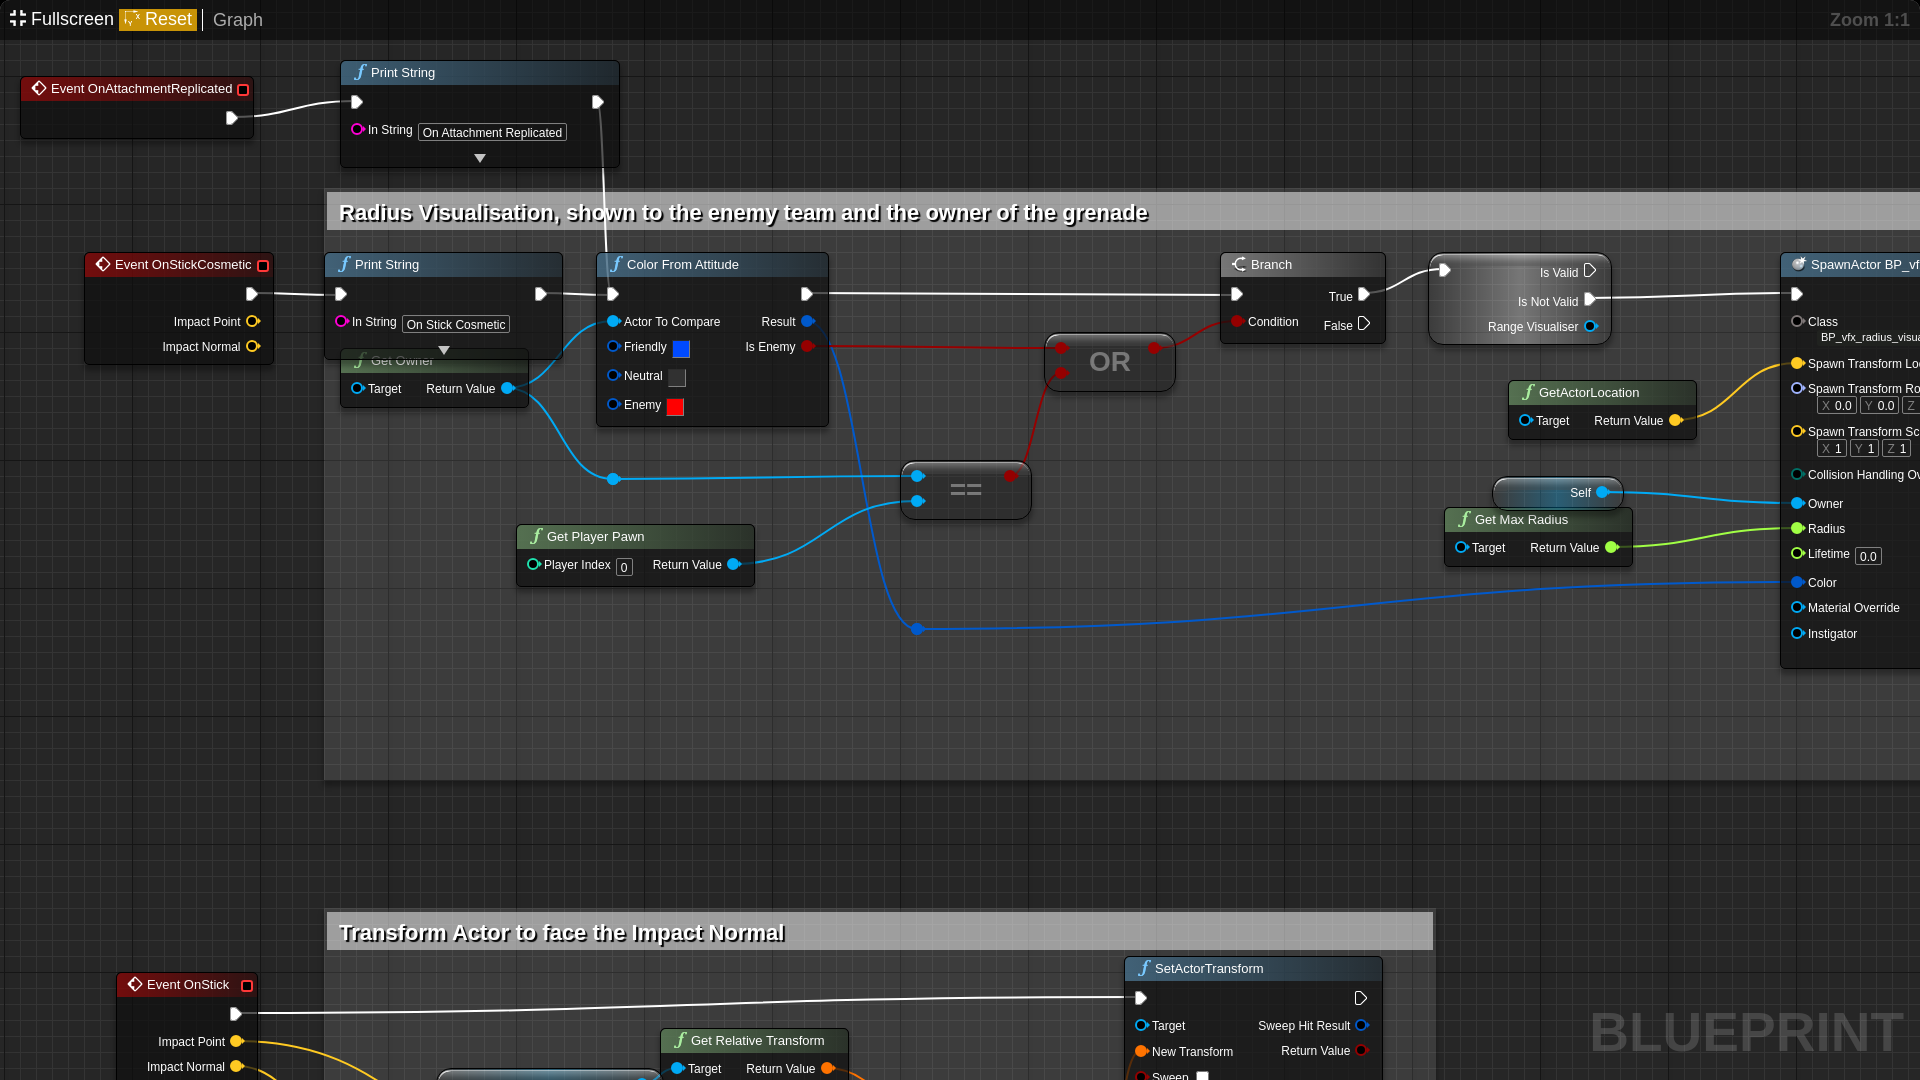 Fullscreen Reset Graph Zoom 1:1
Event OnAttachmentReplicated
Print String
In String On Attachment Replicated
Radius Visualisation, shown to the enemy team and the owner of the grenade
Event OnStickCosmetic
Impact Point
Impact Normal
Print String
In String On Stick Cosmetic
Get Owner
Target Return Value
Color From Attitude
Actor To Compare Result
Friendly Is Enemy
Neutral
Enemy
OR
==
Get Player Pawn
Player Index 0 Return Value
Branch
True
Condition False
Is Valid
Is Not Valid
Range Visualiser
GetActorLocation
Target Return Value
Self
Get Max Radius
Target Return Value
SpawnActor BP_vf
Class
BP_vfx_radius_visua
Spawn Transform Lo
Spawn Transform Ro
X 0.0 Y 0.0 Z
Spawn Transform Sc
X 1 Y 1 Z 1
Collision Handling Ov
Owner
Radius
Lifetime 0.0
Color
Material Override
Instigator
Transform Actor to face the Impact Normal
Event OnStick
Impact Point
Impact Normal
Get Relative Transform
Target Return Value
SetActorTransform
Target Sweep Hit Result
New Transform Return Value
Sweep
BLUEPRINT